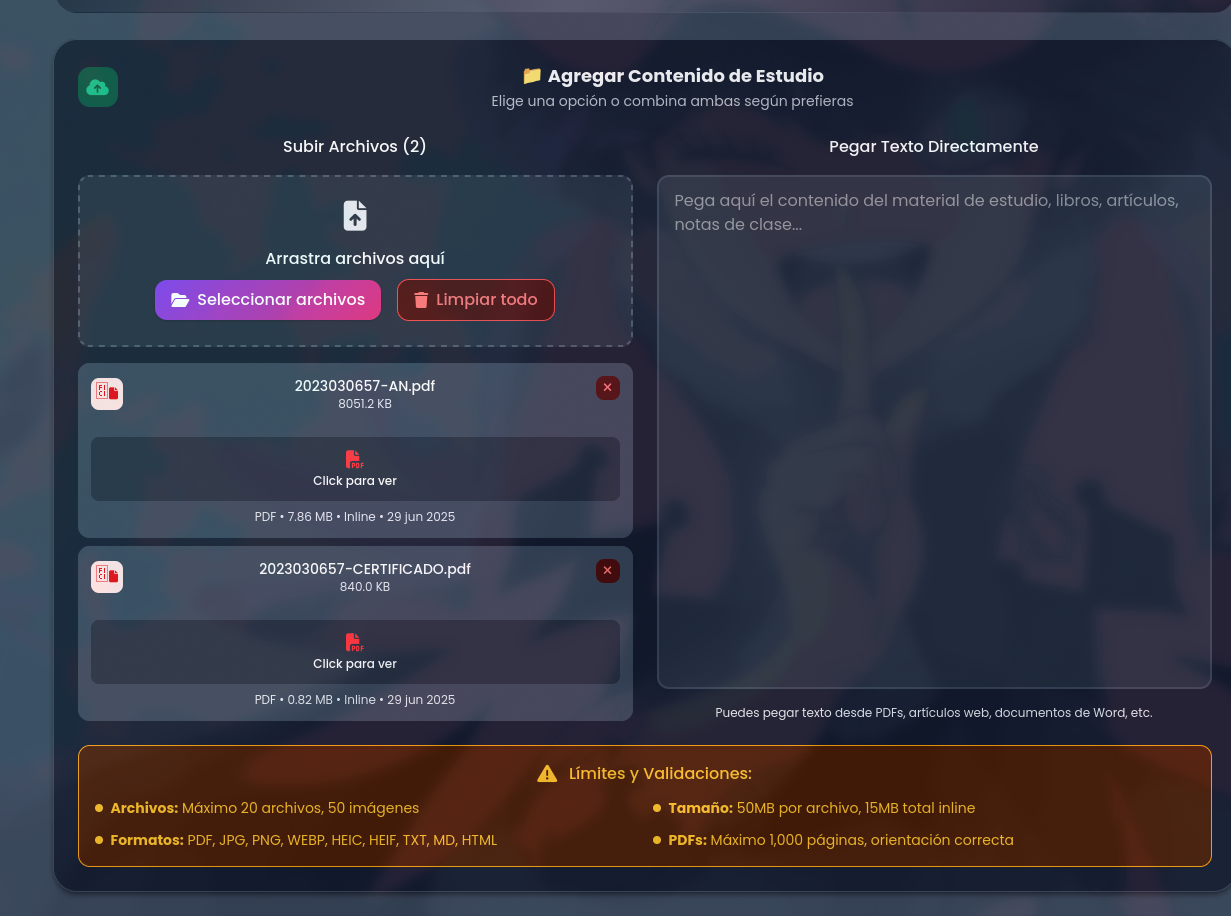 📁 Agregar Contenido de Estudio
Elige una opción o combina ambas según prefieras
Subir Archivos (2)
Arrastra archivos aquí
Seleccionar archivos
Limpiar todo
2023030657-AN.pdf
8051.2 KB
PDF
Click para ver
PDF • 7.86 MB • Inline • 29 jun 2025
2023030657-CERTIFICADO.pdf
840.0 KB
PDF
Click para ver
PDF • 0.82 MB • Inline • 29 jun 2025
Pegar Texto Directamente
Pega aquí el contenido del material de estudio, libros, artículos,
notas de clase...
Puedes pegar texto desde PDFs, artículos web, documentos de Word, etc.
Límites y Validaciones:
Archivos: Máximo 20 archivos, 50 imágenes
Tamaño: 50MB por archivo, 15MB total inline
Formatos: PDF, JPG, PNG, WEBP, HEIC, HEIF, TXT, MD, HTML
PDFs: Máximo 1,000 páginas, orientación correcta